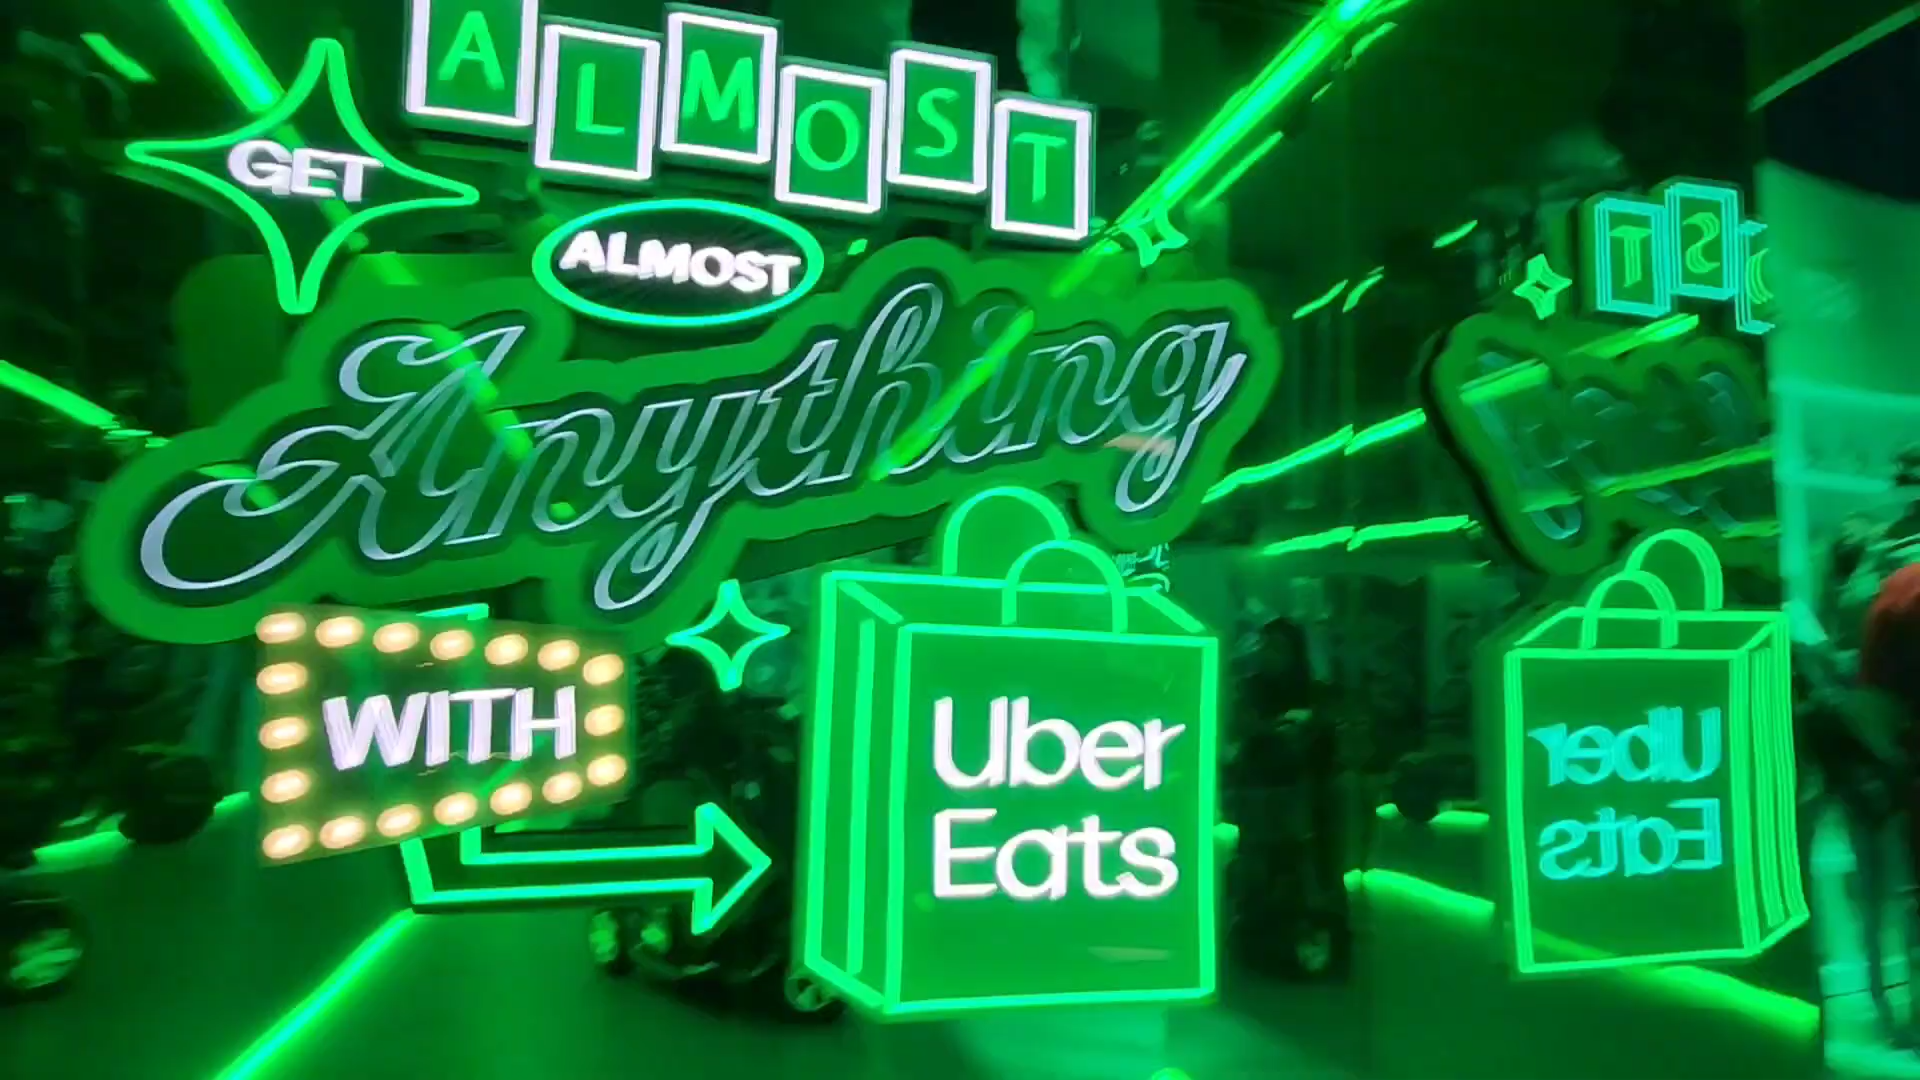 GET
ALMOST
ALMOST
Anything
WITH
Uber
Eats
Uber
Eats